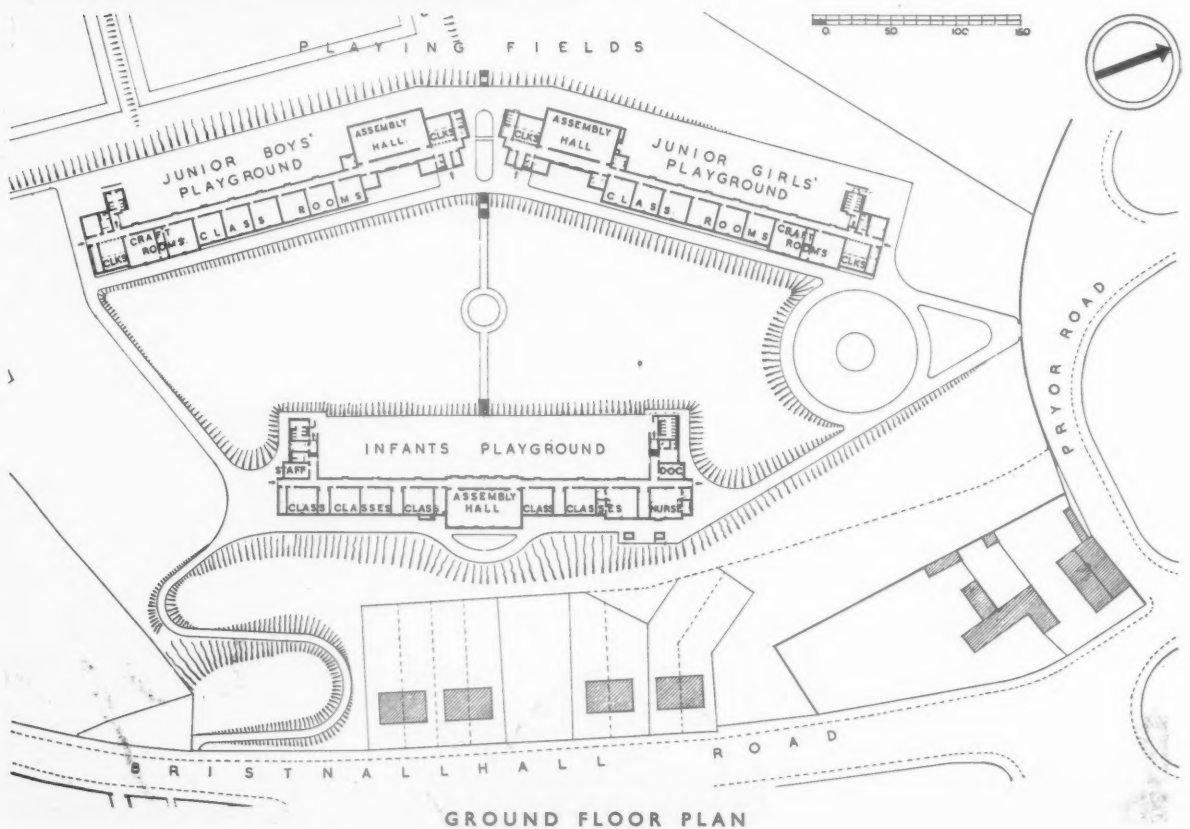 0. 50 100 150
PLAYING FIELDS
ASSEMBLY
HALL.
CLKS
JUNIOR BOYS'
PLAYGROUND
CLASS ROOMS
CRAFT
ROOMS.
CLKS
CLKS
ASSEMBLY
HALL
JUNIOR GIRLS'
PLAYGROUND
CLASS. ROOMS
CRAFT
ROOMS
CLKS
PRYOR ROAD
INFANTS PLAYGROUND
STAFF
DOC
CLASS
CLASSES
CLASS
ASSEMBLY
HALL
CLASS
CLASSES
NURSE
BRISTNALLHALL ROAD
GROUND FLOOR PLAN